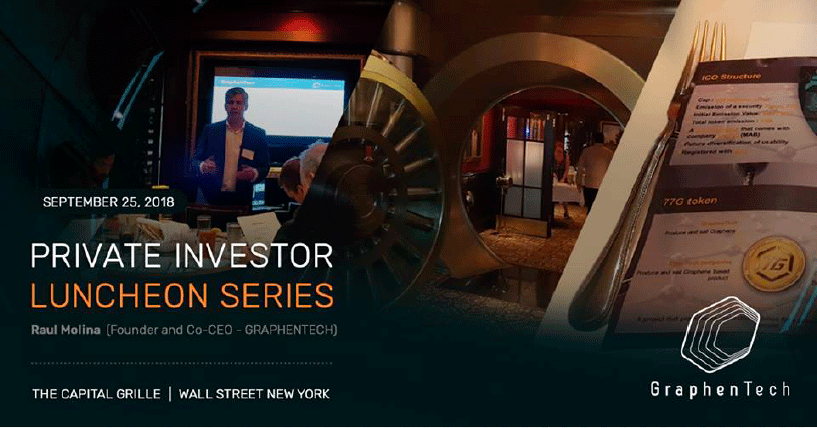 GraphenTech
SEPTEMBER 25, 2018
PRIVATE INVESTOR
LUNCHEON SERIES
Raul Molina (Founder and Co-CEO - GRAPHENTECH)
THE CAPITAL GRILLE | WALL STREET NEW YORK
ICO Structure
Cap :
Emission of a security
Initial Emission Value:
Total token emission :
A
company
that comes with
(MAB)
Future diversification of usability
Registered with
77G token
Produce and sell Graphene
Produce and sell Graphene based
product
7G
GraphenTech